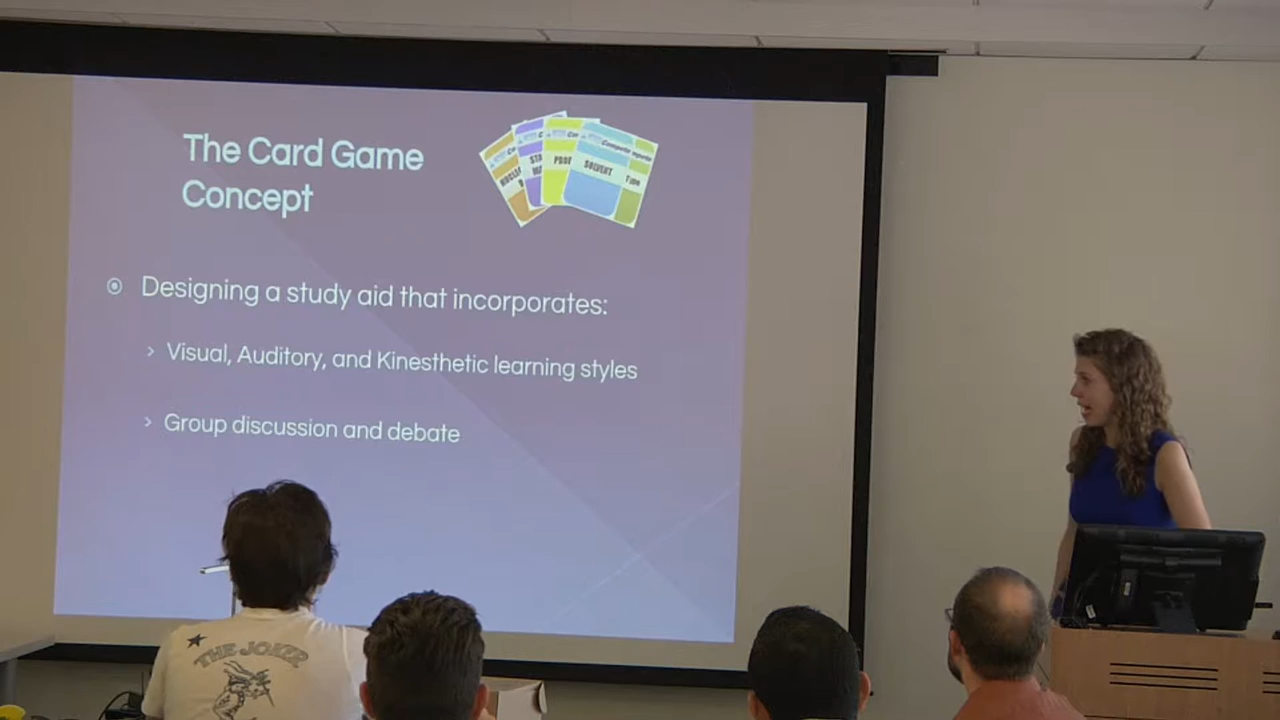 The Card Game
Concept
SOLVENT
Designing a study aid that incorporates:
› Visual, Auditory, and Kinesthetic learning styles
› Group discussion and debate
THE JOKER